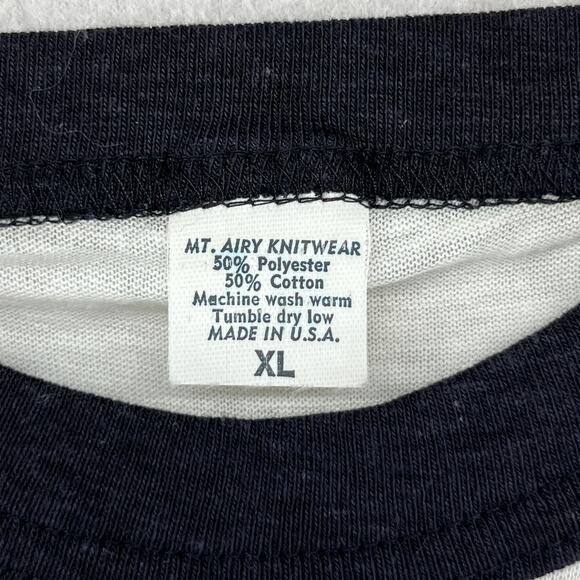 MT. AIRY KNITWEAR
50% Polyester
50% Cotton
Machine wash warm
Tumble dry low
MADE IN U.S.A.
XL